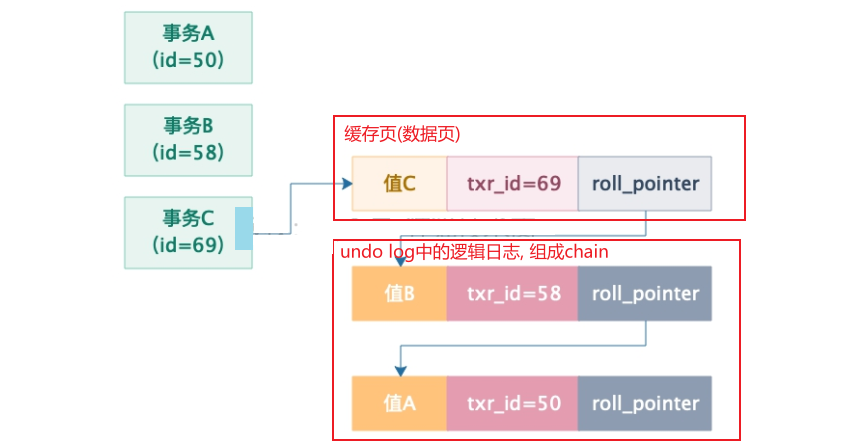 事务A
(id=50)
事务B
(id=58)
事务C
(id=69)
缓存页(数据页)
值C txr_id=69 roll_pointer
undo log中的逻辑日志, 组成chain
值B txr_id=58 roll_pointer
值A txr_id=50 roll_pointer